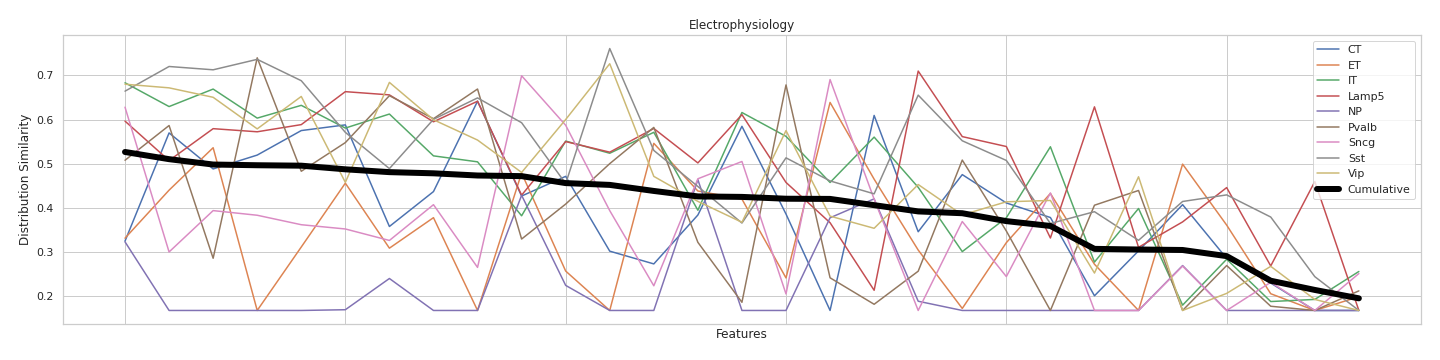 Electrophysiology
Distribution Similarity
0.7
0.6
0.5
0.4
0.3
0.2
CT
ET
IT
Lamp5
NP
Pvalb
Sncg
Sst
Vip
Cumulative
Features